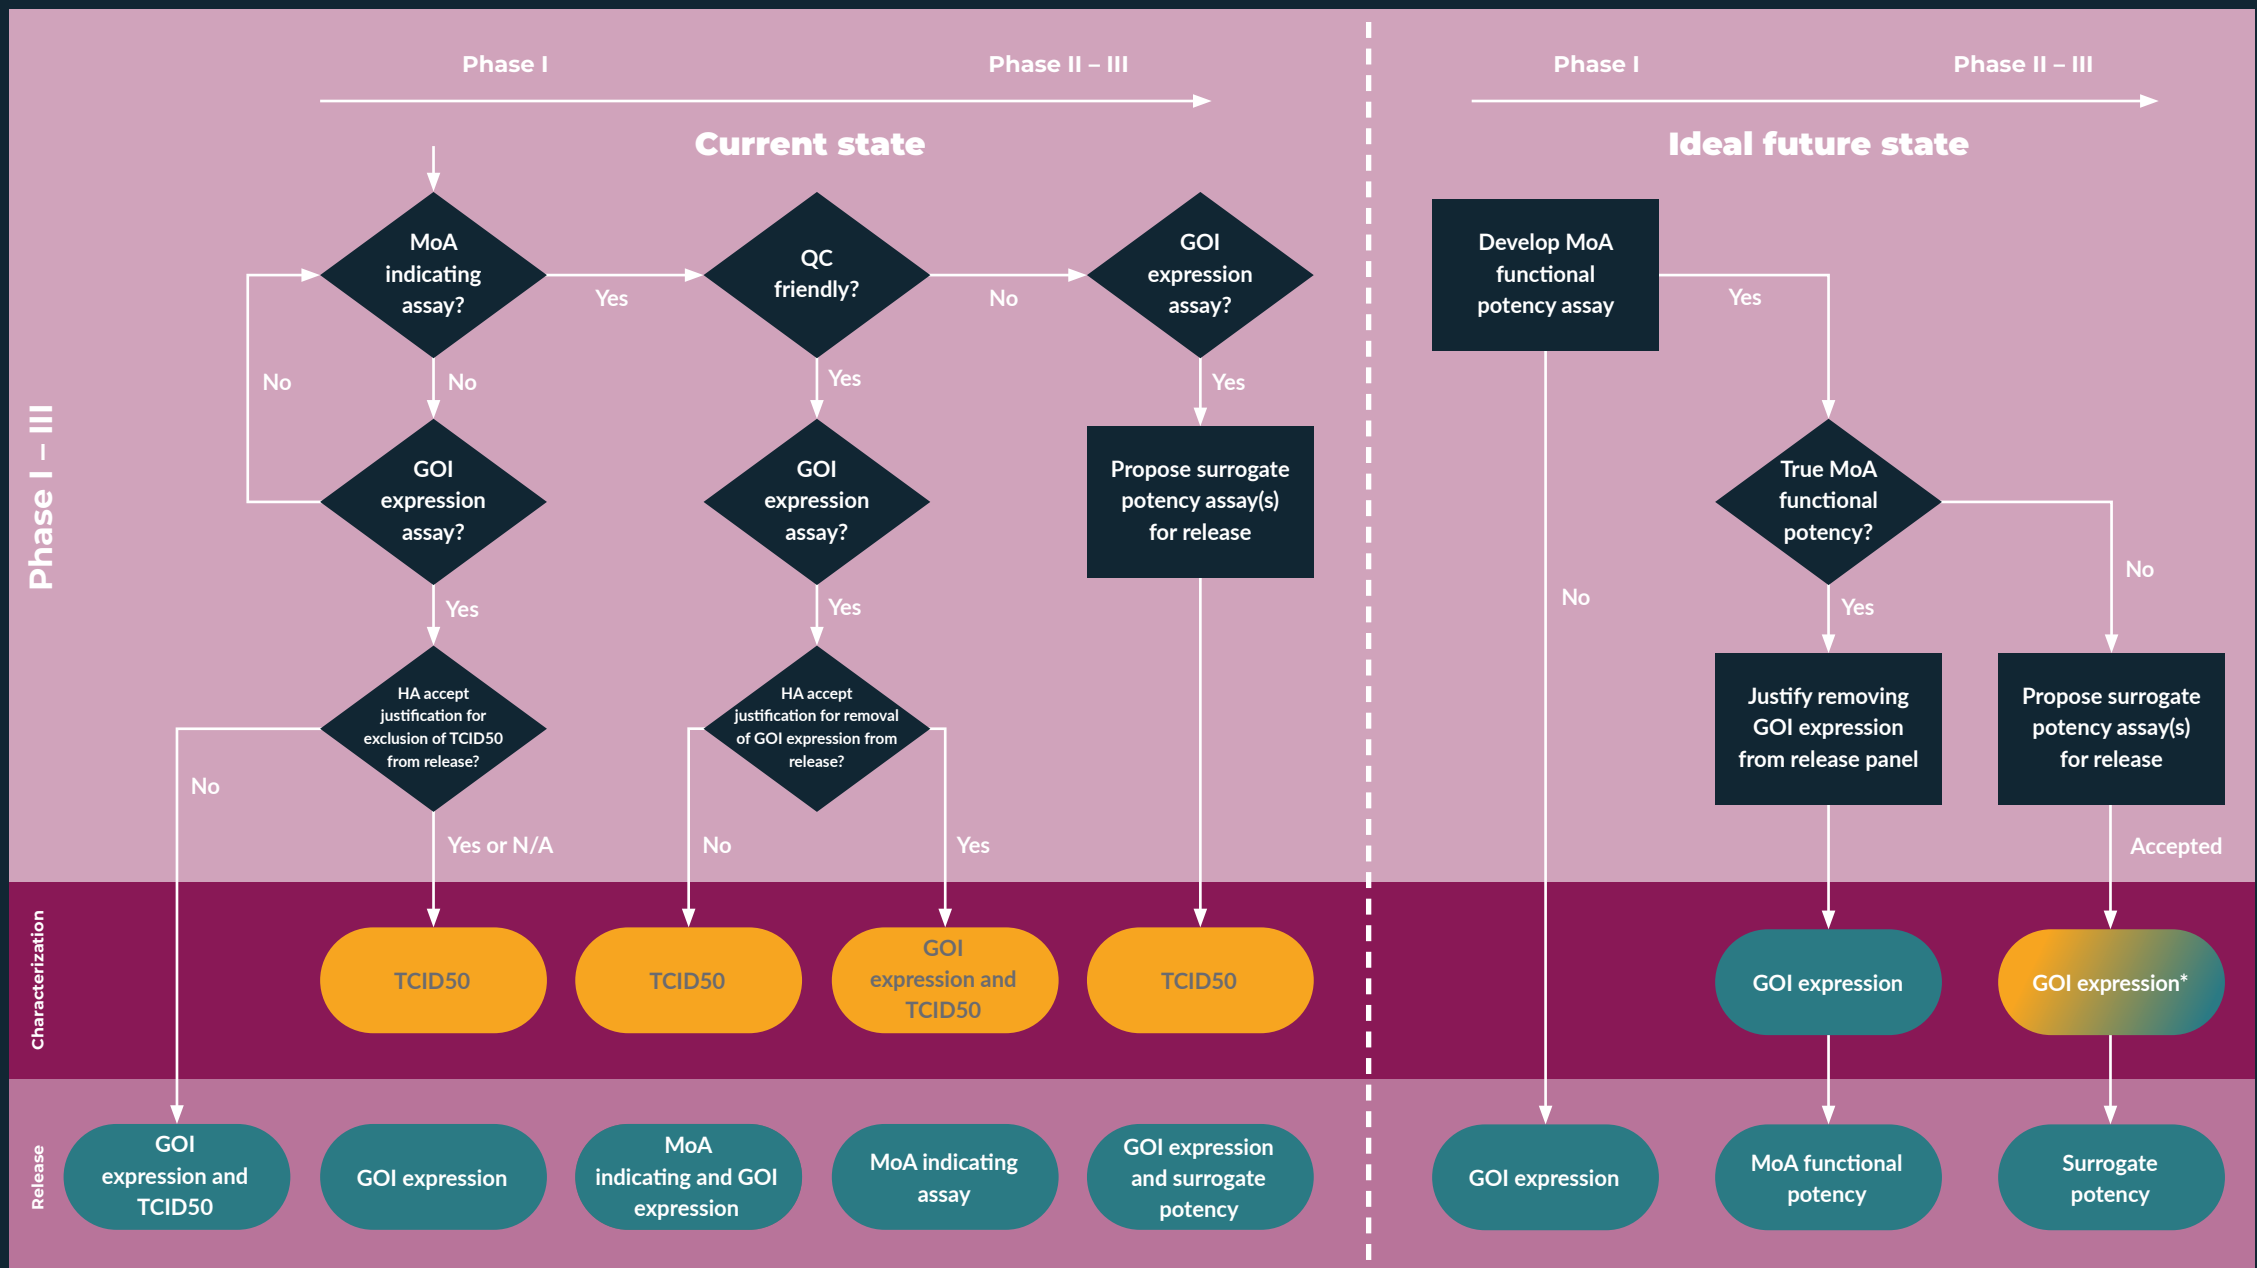 Phase I
Phase II – III
Phase I
Phase II – III
Current state
Ideal future state
Phase I – III
MoA
indicating
assay?
Yes
QC
friendly?
No
GOI
expression
assay?
No
No
Yes
Yes
GOI
expression
assay?
GOI
expression
assay?
Propose surrogate
potency assay(s)
for release
Yes
Yes
HA accept
justification for
exclusion of TCID50
from release?
HA accept
justification for removal
of GOI expression from
release?
No
Yes or N/A
No
Yes
Develop MoA
functional
potency assay
Yes
No
True MoA
functional
potency?
No
Yes
Justify removing
GOI expression
from release panel
Propose surrogate
potency assay(s)
for release
Accepted
Characterization
TCID50
TCID50
GOI
expression and
TCID50
TCID50
GOI expression
GOI expression*
Release
GOI
expression and
TCID50
GOI expression
MoA
indicating and GOI
expression
MoA indicating
assay
GOI expression
and surrogate
potency
GOI expression
MoA functional
potency
Surrogate
potency